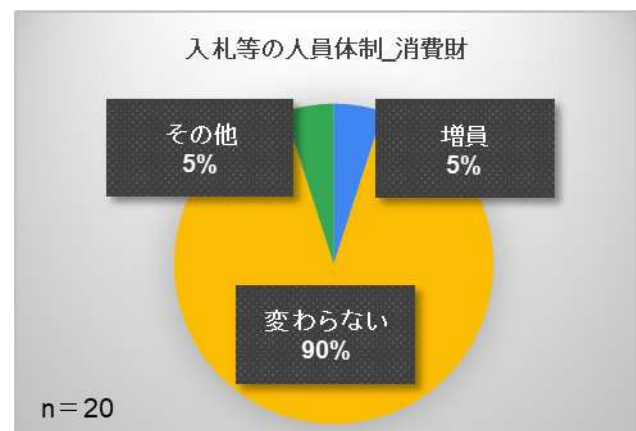 入札等の人員体制_消費財
その他
5%
増員
5%
変わらない
90%
n＝20